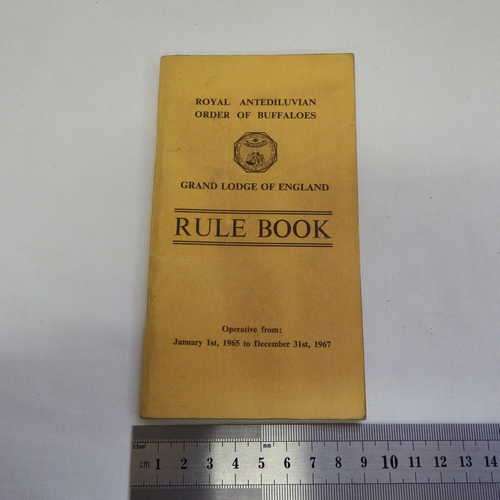 ROYAL ANTEDILUVIAN
ORDER OF BUFFALOES
GRAND LODGE OF ENGLAND
RULE BOOK
Operative from:
January 1st, 1965 to December 31st, 1967
cm 1 2 3 4 5 6 7 8 9 10 11 12 13 14